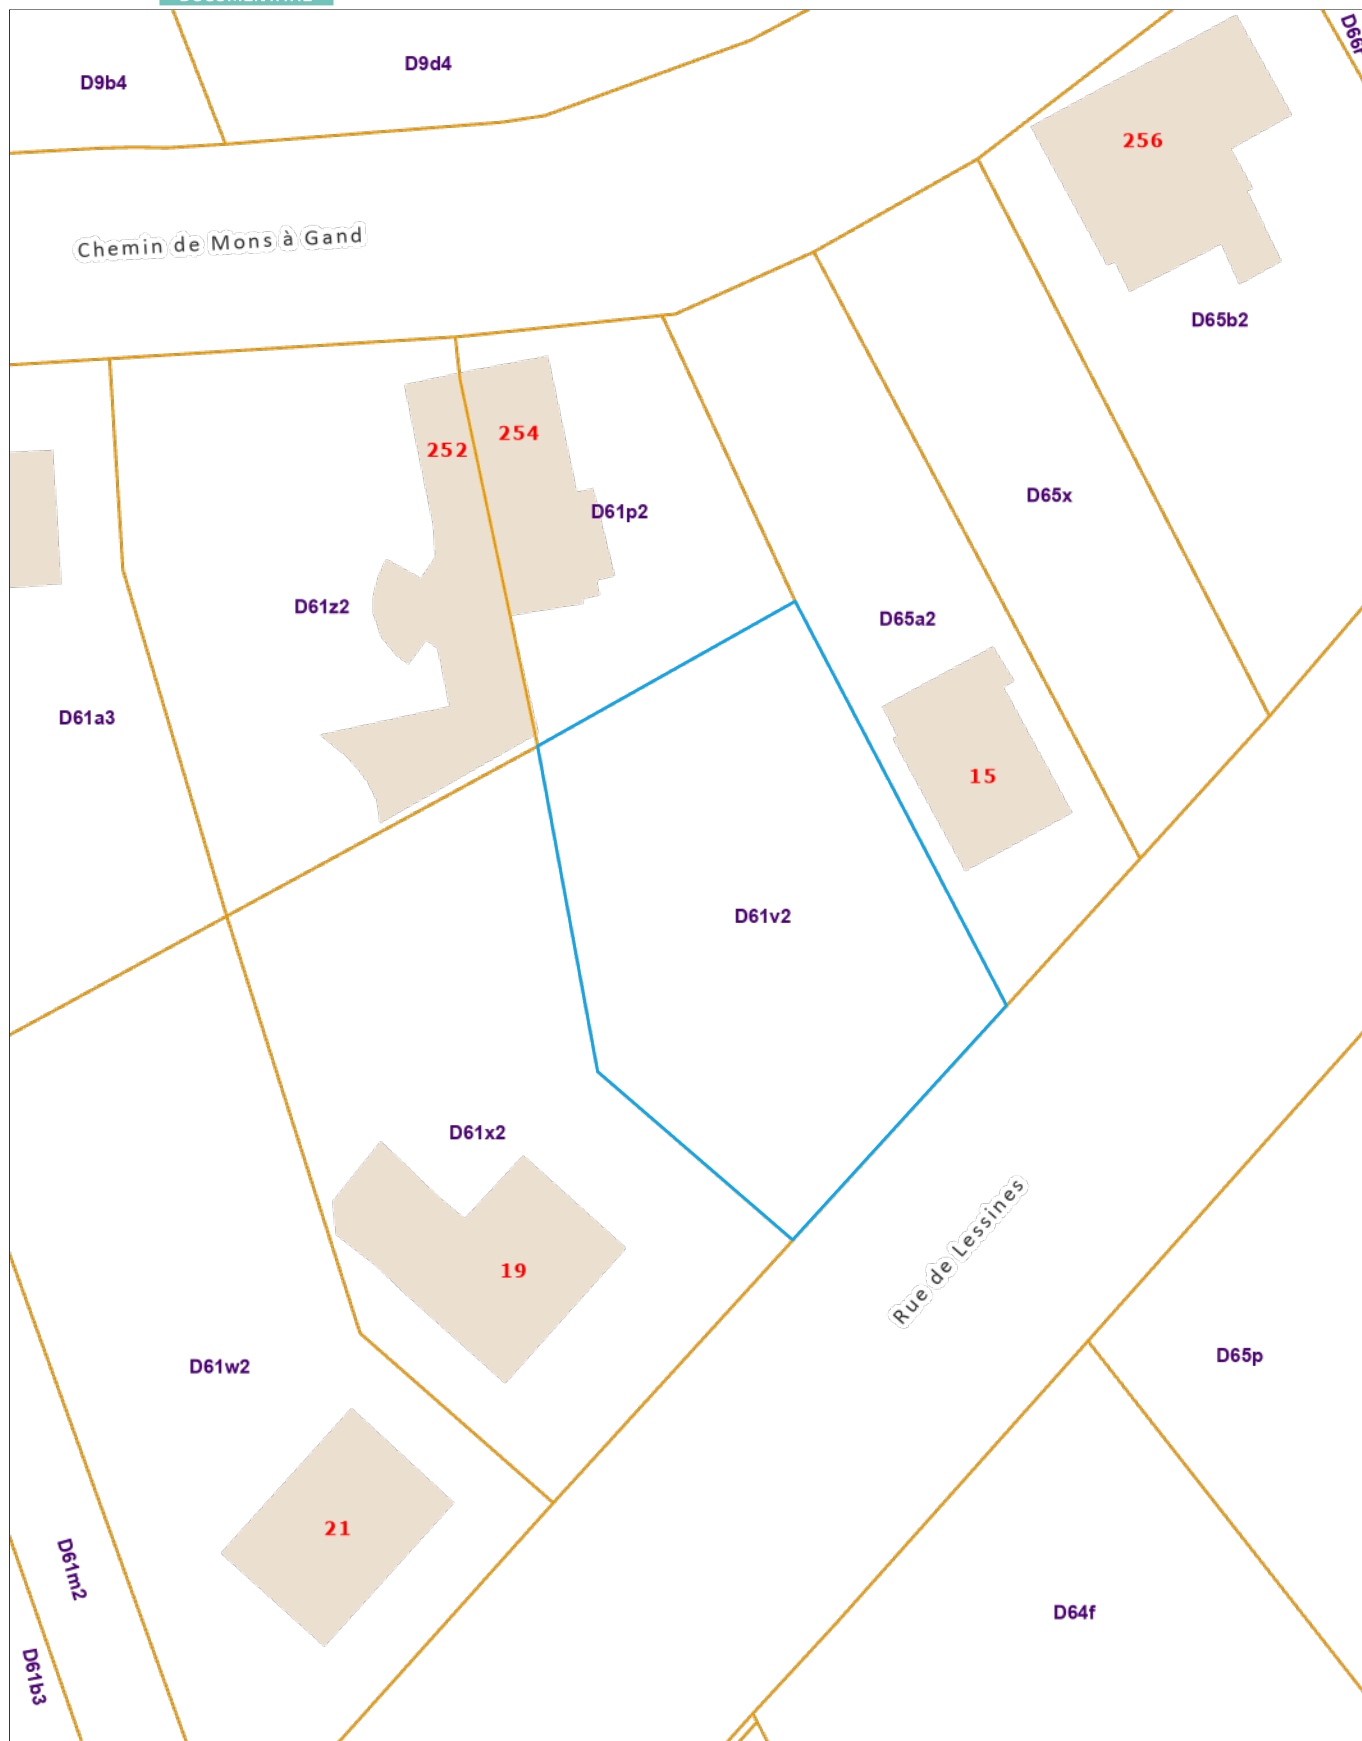 D9b4
D9d4
256
Chemin de Mons à Gand
D65b2
252
254
D61p2
D65x
D61z2
D65a2
D61a3
15
D61v2
D61x2
Rue de Lessines
19
D61w2
D65p
21
D61m2
D64f
D61b3